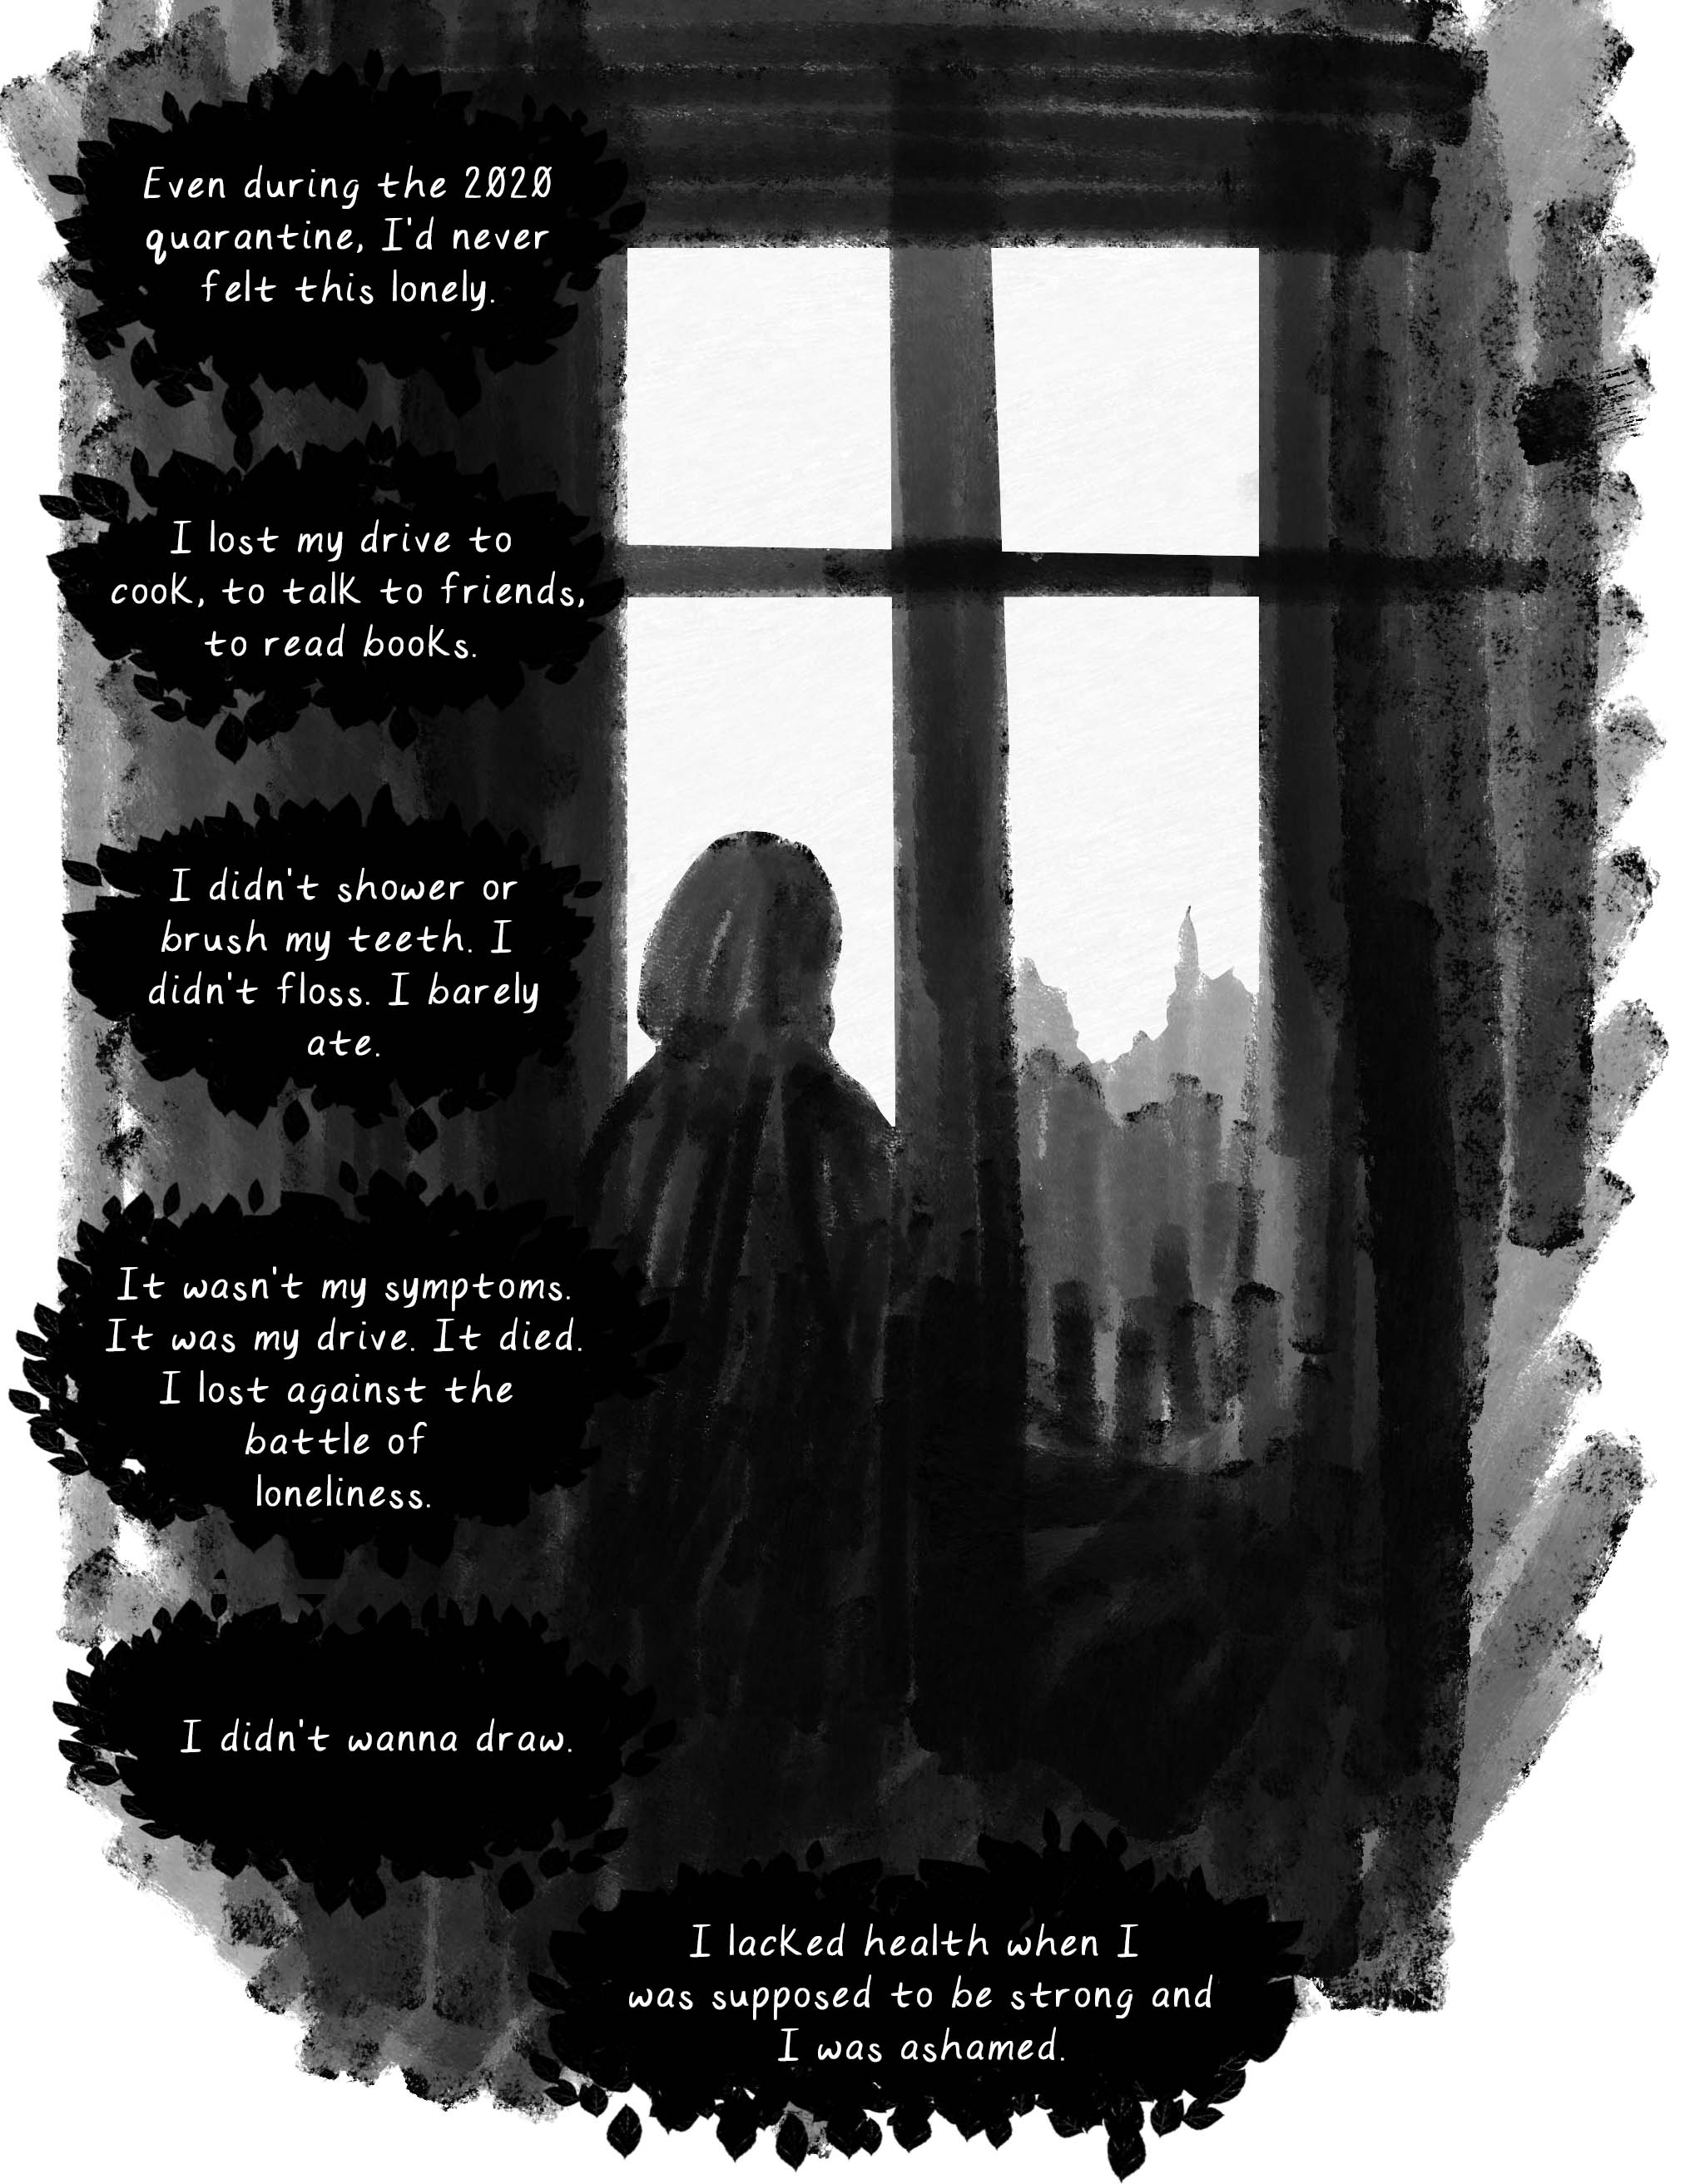 Even during the 2020
quarantine, I'd never
felt this lonely.
I lost my drive to
cook, to talk to friends,
to read books.
I didn't shower or
brush my teeth. I
didn't floss. I barely
ate.
It wasn't my symptoms.
It was my drive. It died.
I lost against the
battle of
loneliness.
I didn't wanna draw.
I lacked health when I
was supposed to be strong and
I was ashamed.